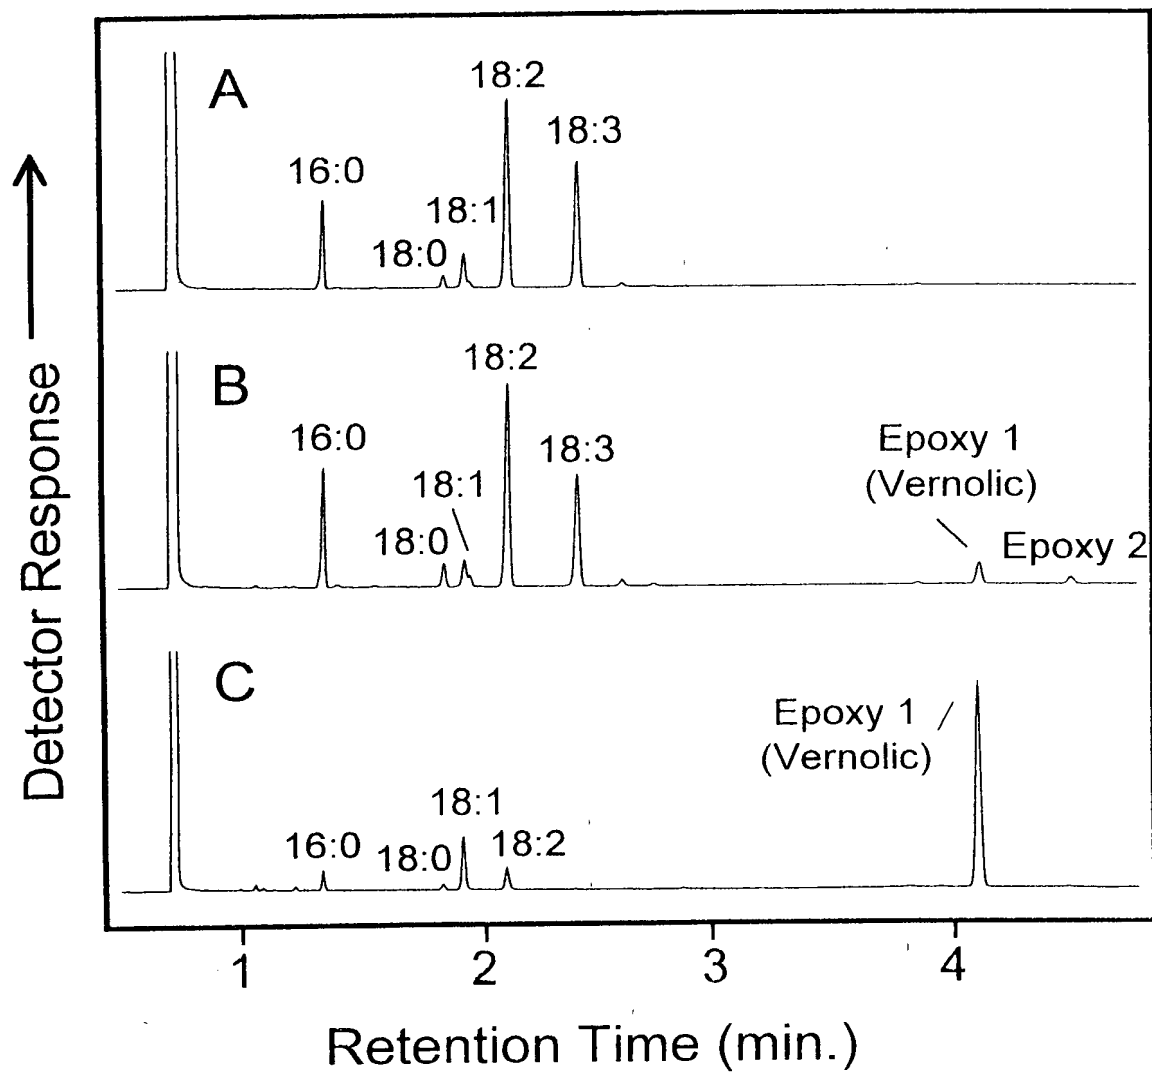 A
18:2
18:3
16:0
18:1
18:0
B
18:2
16:0
18:3
18:1
18:0
Epoxy 1
(Vernolic)
Epoxy 2
C
Epoxy 1
(Vernolic)
18:1
16:0
18:0
18:2
Detector Response
1
2
3
4
Retention Time (min.)